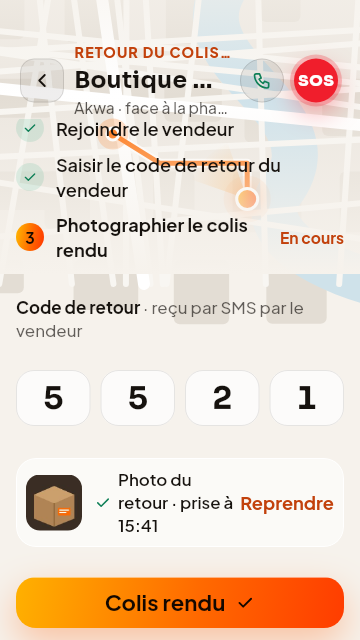 RETOUR DU COLIS…
Boutique …
SOS
Akwa · face à la pha…
Rejoindre le vendeur
Saisir le code de retour du
vendeur
3
Photographier le colis
rendu
En cours
Code de retour · reçu par SMS par le
vendeur
5 5 2 1
Photo du
retour · prise à
15:41
Reprendre
Colis rendu